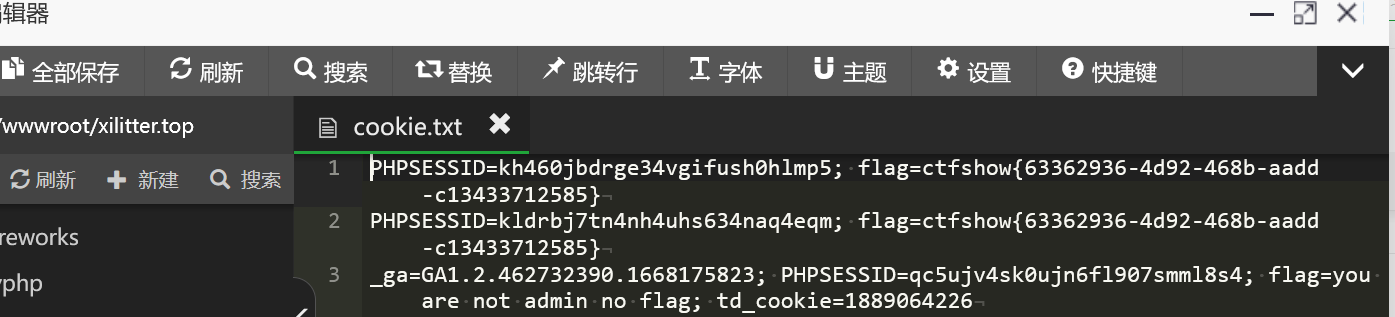 编辑器
全部保存 刷新 搜索 替换 跳转行 字体 主题 设置 快捷键
/wwwroot/xilitter.top
cookie.txt
刷新 新建 搜索
1 PHPSESSID=kh460jbdrge34vgifush0hlmp5; flag=ctfshow{63362936-4d92-468b-aadd
-c13433712585}
2 PHPSESSID=kldrbj7tn4nh4uhs634naq4eqm; flag=ctfshow{63362936-4d92-468b-aadd
-c13433712585}
3 _ga=GA1.2.462732390.1668175823; PHPSESSID=qc5ujv4sk0ujn6fl907smml8s4; flag=you
are not admin no flag; td_cookie=1889064226
reworks
php